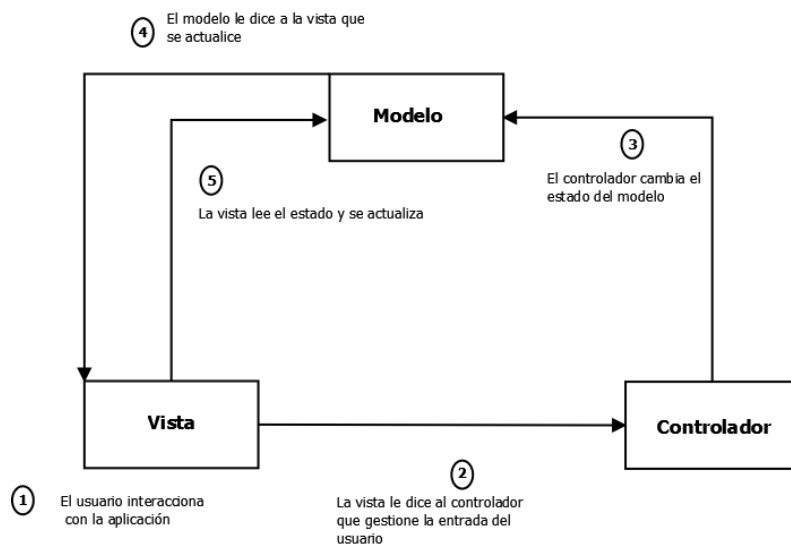 4
El modelo le dice a la vista que
se actualice
Modelo
3
El controlador cambia el
estado del modelo
5
La vista lee el estado y se actualiza
Vista
Controlador
1
El usuario interacciona
con la aplicación
2
La vista le dice al controlador
que gestione la entrada del
usuario